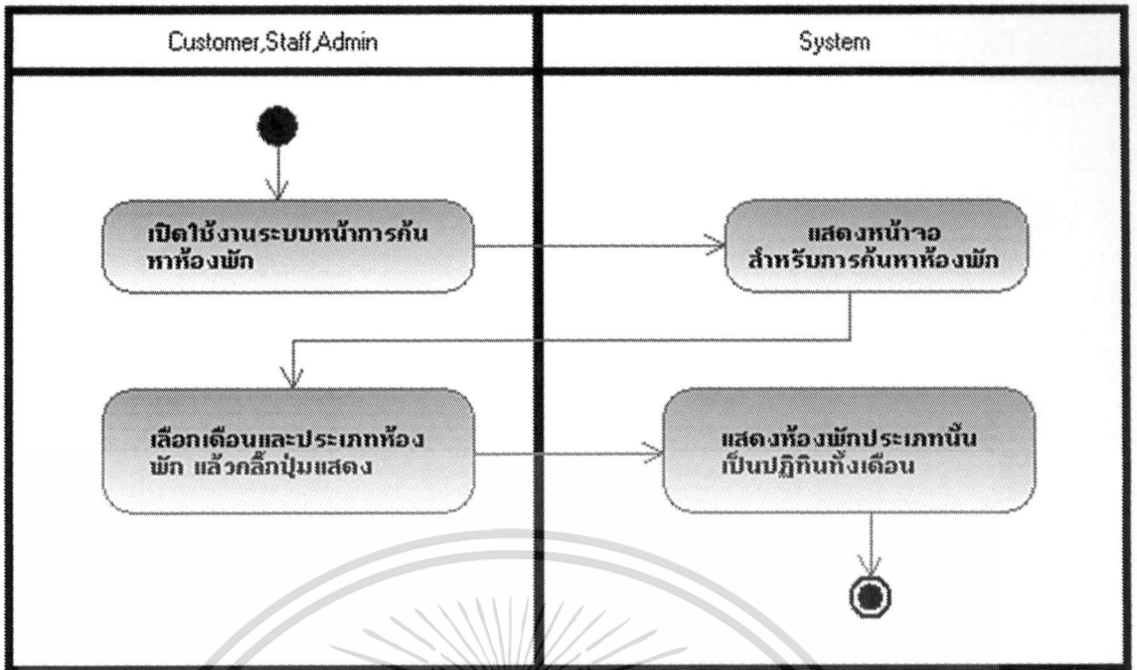 Customer,Staff,Admin
System
เปิดใช้งานระบบหน้าการค้น
หาห้องพัก
แสดงหน้าจอ
สำหรับการค้นหาห้องพัก
เลือกเดือนและประเภทห้อง
พัก แล้วคลิ๊กปุ่มแสดง
แสดงห้องพักประเภทนั้น
เป็นปฏิทินทั้งเดือน